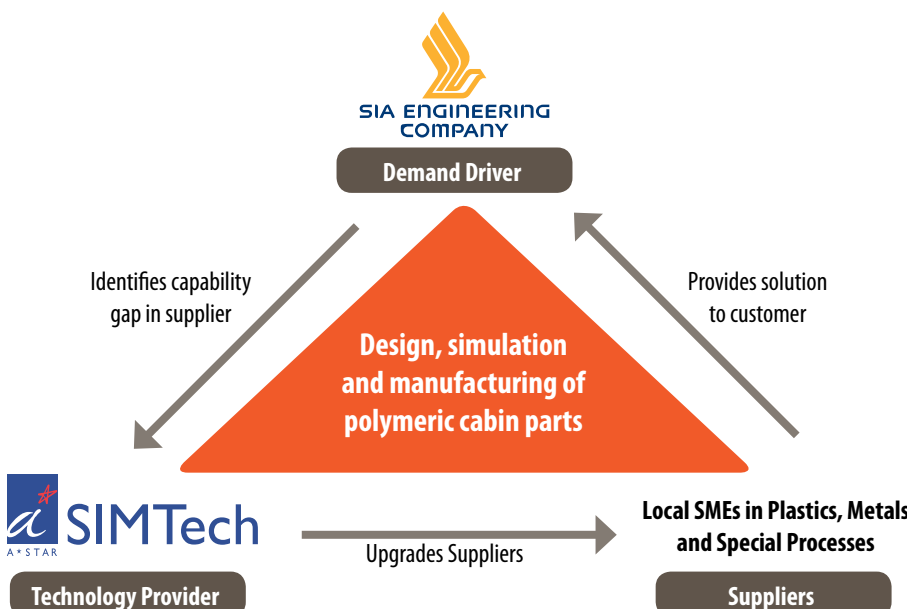 SIA ENGINEERING
COMPANY
Demand Driver
Identifies capability
gap in supplier
Provides solution
to customer
Design, simulation
and manufacturing of
polymeric cabin parts
a
A*STAR
SIMTech
Upgrades Suppliers
Local SMEs in Plastics, Metals
and Special Processes
Technology Provider
Suppliers